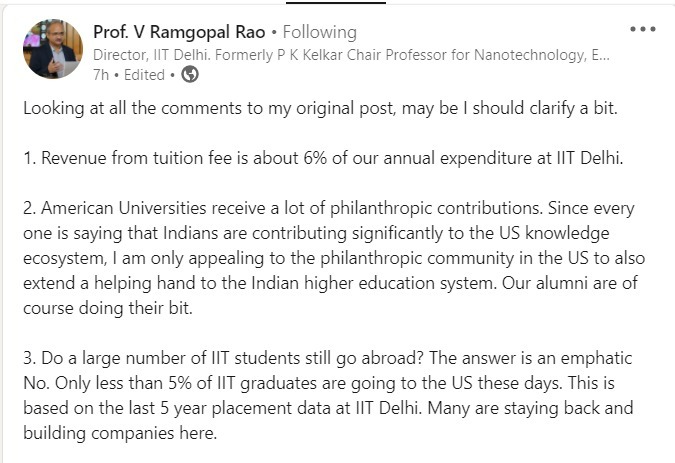 Prof. V Ramgopal Rao • Following
Director, IIT Delhi. Formerly P K Kelkar Chair Professor for Nanotechnology, E...
7h • Edited •
Looking at all the comments to my original post, may be I should clarify a bit.
1. Revenue from tuition fee is about 6% of our annual expenditure at IIT Delhi.
2. American Universities receive a lot of philanthropic contributions. Since every
one is saying that Indians are contributing significantly to the US knowledge
ecosystem, I am only appealing to the philanthropic community in the US to also
extend a helping hand to the Indian higher education system. Our alumni are of
course doing their bit.
3. Do a large number of IIT students still go abroad? The answer is an emphatic
No. Only less than 5% of IIT graduates are going to the US these days. This is
based on the last 5 year placement data at IIT Delhi. Many are staying back and
building companies here.